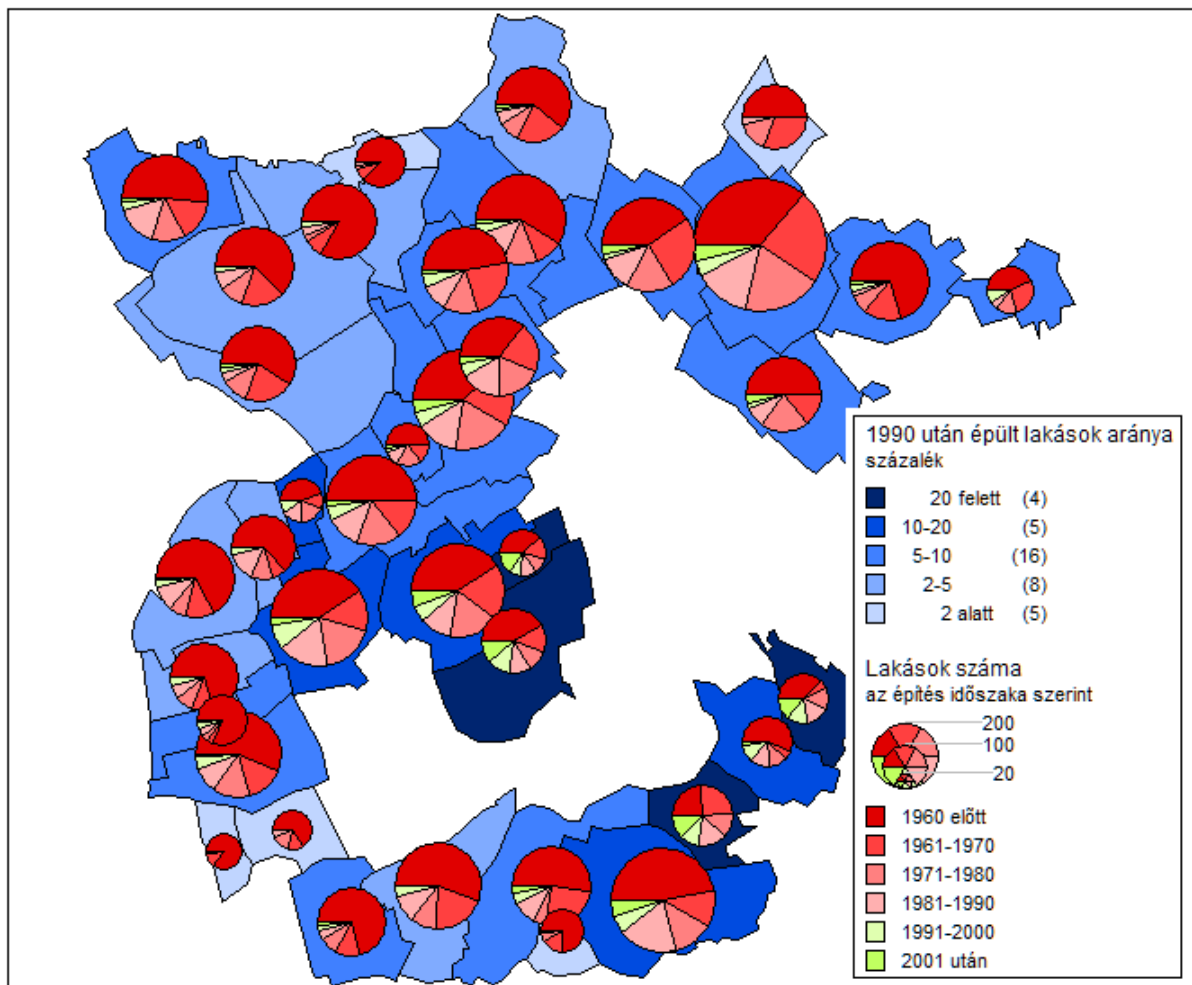 1990 után épült lakások aránya
százalék
20 felett (4)
10-20 (5)
5-10 (16)
2-5 (8)
2 alatt (5)
Lakások száma
az építés időszaka szerint
200
100
20
1960 elõtt
1961-1970
1971-1980
1981-1990
1991-2000
2001 után